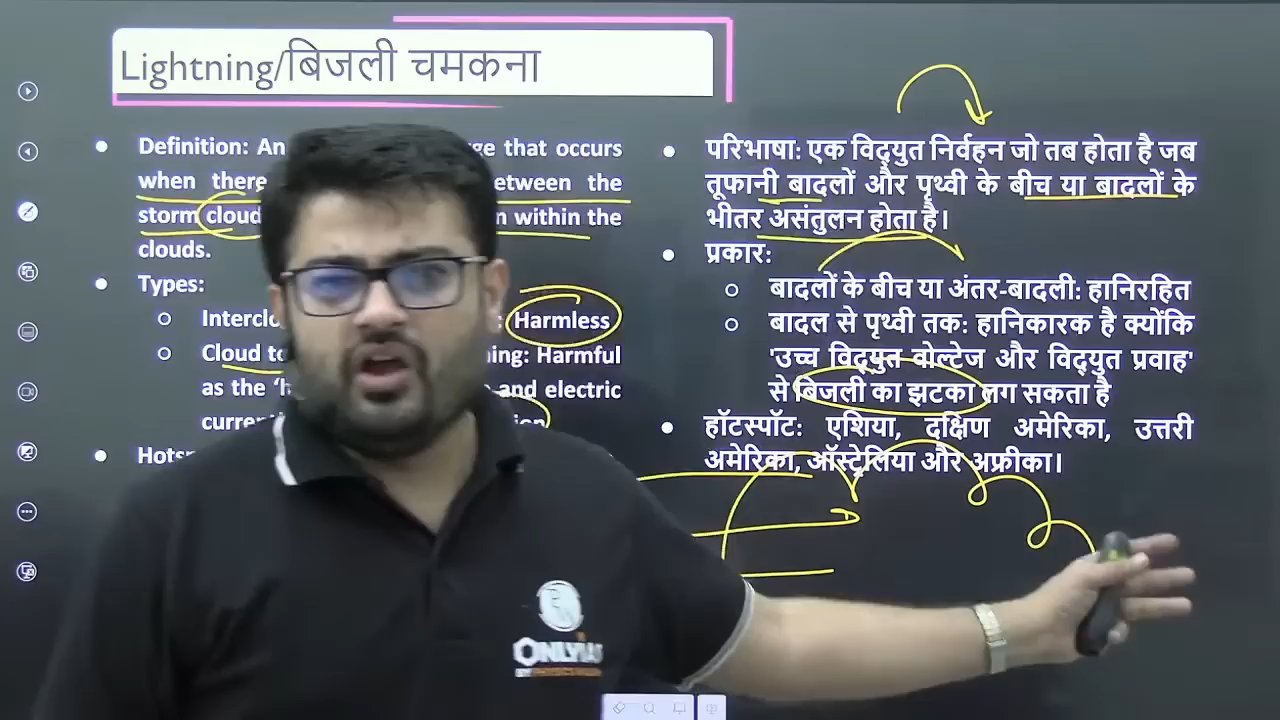 Lightning/बिजली चमकना
Definition: An ge that occurs
when there etween the
storm cloud n within the
clouds.
Types:
Interclo : Harmless
Cloud to ning: Harmful
as the and electric
curre
Hots
परिभाषा: एक विद्युत निर्वहन जो तब होता है जब
तूफानी बादलों और पृथ्वी के बीच या बादलों के
भीतर असंतुलन होता है।
प्रकार:
बादलों के बीच या अंतर-बादली: हानिरहित
बादल से पृथ्वी तक: हानिकारक है क्योंकि
'उच्च विद्युत वोल्टेज और विद्युत प्रवाह'
से बिजली का झटका लग सकता है
हॉटस्पॉट: एशिया, दक्षिण अमेरिका, उत्तरी
अमेरिका, ऑस्ट्रेलिया और अफ्रीका।
ONLYIAS